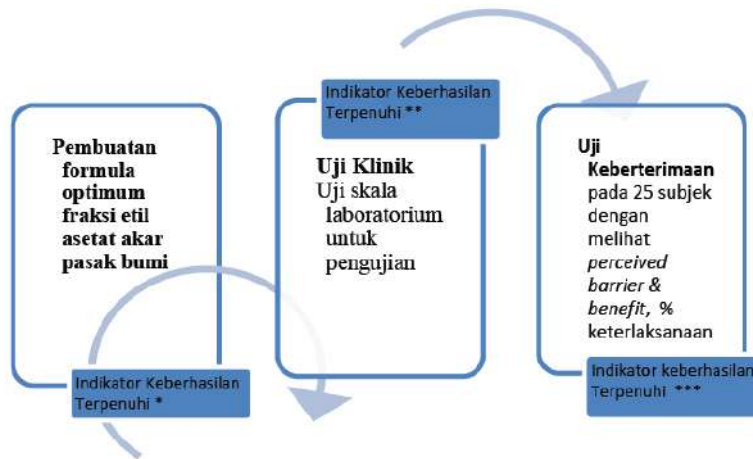 Pembuatan
formula
optimum
fraksi etil
asetat akar
pasak bumi
Indikator Keberhasilan
Terpenuhi *
Indikator Keberhasilan
Terpenuhi **
Uji Klinik
Uji skala
laboratorium
untuk
pengujian
Uji
Keberterimaan
pada 25 subjek
dengan
melihat
perceived
barrier &
benefit, %
keterlaksanaan
Indikator keberhasilan
Terpenuhi ***